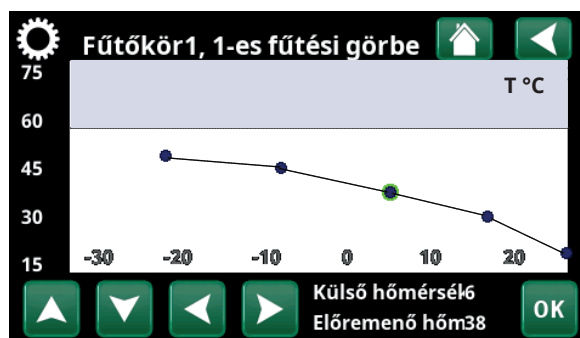 Fűtőkör1, 1-es fűtési görbe
75
T °C
60
45
30
15
-30 -20 -10 0 10 20
Külső hőmérsék6
Előremenő hőm38
OK